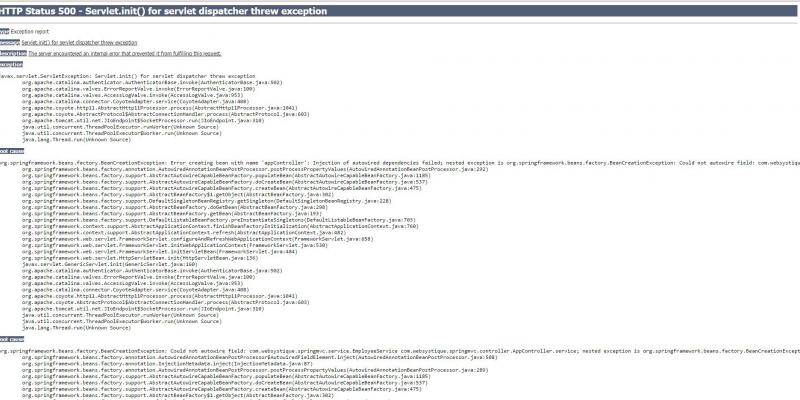 HTTP Status 500 - Servlet.init() for servlet dispatcher threw exception
type Exception report
message Servlet.init() for servlet dispatcher threw exception
description The server encountered an internal error that prevented it from fulfilling this request.
exception
javax.servlet.ServletException: Servlet.init() for servlet dispatcher threw exception
org.apache.catalina.authenticator.AuthenticatorBase.invoke(AuthenticatorBase.java:502)
org.apache.catalina.valves.ErrorReportValve.invoke(ErrorReportValve.java:100)
org.apache.catalina.valves.AccessLogValve.invoke(AccessLogValve.java:953)
org.apache.catalina.connector.CoyoteAdapter.service(CoyoteAdapter.java:408)
org.apache.coyote.http11.AbstractHttp11Processor.process(AbstractHttp11Processor.java:1041)
org.apache.coyote.AbstractProtocol$AbstractConnectionHandler.process(AbstractProtocol.java:603)
org.apache.tomcat.util.net.JIoEndpoint$SocketProcessor.run(JIoEndpoint.java:310)
java.util.concurrent.ThreadPoolExecutor.runWorker(Unknown Source)
java.util.concurrent.ThreadPoolExecutor$Worker.run(Unknown Source)
java.lang.Thread.run(Unknown Source)
root cause
org.springframework.beans.factory.BeanCreationException: Error creating bean with name 'appController': Injection of autowired dependencies failed; nested exception is org.springframework.beans.factory.BeanCreationException: Could not autowire field: com.websystique
org.springframework.beans.factory.annotation.AutowiredAnnotationBeanPostProcessor.postProcessPropertyValues(AutowiredAnnotationBeanPostProcessor.java:292)
org.springframework.beans.factory.support.AbstractAutowireCapableBeanFactory.populateBean(AbstractAutowireCapableBeanFactory.java:1185)
org.springframework.beans.factory.support.AbstractAutowireCapableBeanFactory.doCreateBean(AbstractAutowireCapableBeanFactory.java:537)
org.springframework.beans.factory.support.AbstractAutowireCapableBeanFactory.createBean(AbstractAutowireCapableBeanFactory.java:475)
org.springframework.beans.factory.support.AbstractBeanFactory$1.getObject(AbstractBeanFactory.java:302)
org.springframework.beans.factory.support.DefaultSingletonBeanRegistry.getSingleton(DefaultSingletonBeanRegistry.java:228)
org.springframework.beans.factory.support.AbstractBeanFactory.doGetBean(AbstractBeanFactory.java:298)
org.springframework.beans.factory.support.AbstractBeanFactory.getBean(AbstractBeanFactory.java:193)
org.springframework.beans.factory.support.DefaultListableBeanFactory.preInstantiateSingletons(DefaultListableBeanFactory.java:703)
org.springframework.context.support.AbstractApplicationContext.finishBeanFactoryInitialization(AbstractApplicationContext.java:760)
org.springframework.context.support.AbstractApplicationContext.refresh(AbstractApplicationContext.java:482)
org.springframework.web.servlet.FrameworkServlet.configureAndRefreshWebApplicationContext(FrameworkServlet.java:658)
org.springframework.web.servlet.FrameworkServlet.initWebApplicationContext(FrameworkServlet.java:530)
org.springframework.web.servlet.FrameworkServlet.initServletBean(FrameworkServlet.java:484)
org.springframework.web.servlet.HttpServletBean.init(HttpServletBean.java:136)
javax.servlet.GenericServlet.init(GenericServlet.java:160)
org.apache.catalina.authenticator.AuthenticatorBase.invoke(AuthenticatorBase.java:502)
org.apache.catalina.valves.ErrorReportValve.invoke(ErrorReportValve.java:100)
org.apache.catalina.valves.AccessLogValve.invoke(AccessLogValve.java:953)
org.apache.catalina.connector.CoyoteAdapter.service(CoyoteAdapter.java:408)
org.apache.coyote.http11.AbstractHttp11Processor.process(AbstractHttp11Processor.java:1041)
org.apache.coyote.AbstractProtocol$AbstractConnectionHandler.process(AbstractProtocol.java:603)
org.apache.tomcat.util.net.JIoEndpoint$SocketProcessor.run(JIoEndpoint.java:310)
java.util.concurrent.ThreadPoolExecutor.runWorker(Unknown Source)
java.util.concurrent.ThreadPoolExecutor$Worker.run(Unknown Source)
java.lang.Thread.run(Unknown Source)
root cause
org.springframework.beans.factory.BeanCreationException: Could not autowire field: com.websystique.springmvc.service.EmployeeService com.websystique.springmvc.controller.AppController.service; nested exception is org.springframework.beans.factory.BeanCreationExcept
org.springframework.beans.factory.annotation.AutowiredAnnotationBeanPostProcessor$AutowiredFieldElement.inject(AutowiredAnnotationBeanPostProcessor.java:508)
org.springframework.beans.factory.annotation.InjectionMetadata.inject(InjectionMetadata.java:87)
org.springframework.beans.factory.annotation.AutowiredAnnotationBeanPostProcessor.postProcessPropertyValues(AutowiredAnnotationBeanPostProcessor.java:289)
org.springframework.beans.factory.support.AbstractAutowireCapableBeanFactory.populateBean(AbstractAutowireCapableBeanFactory.java:1185)
org.springframework.beans.factory.support.AbstractAutowireCapableBeanFactory.doCreateBean(AbstractAutowireCapableBeanFactory.java:537)
org.springframework.beans.factory.support.AbstractAutowireCapableBeanFactory.createBean(AbstractAutowireCapableBeanFactory.java:475)
org.springframework.beans.factory.support.AbstractBeanFactory$1.getObject(AbstractBeanFactory.java:302)